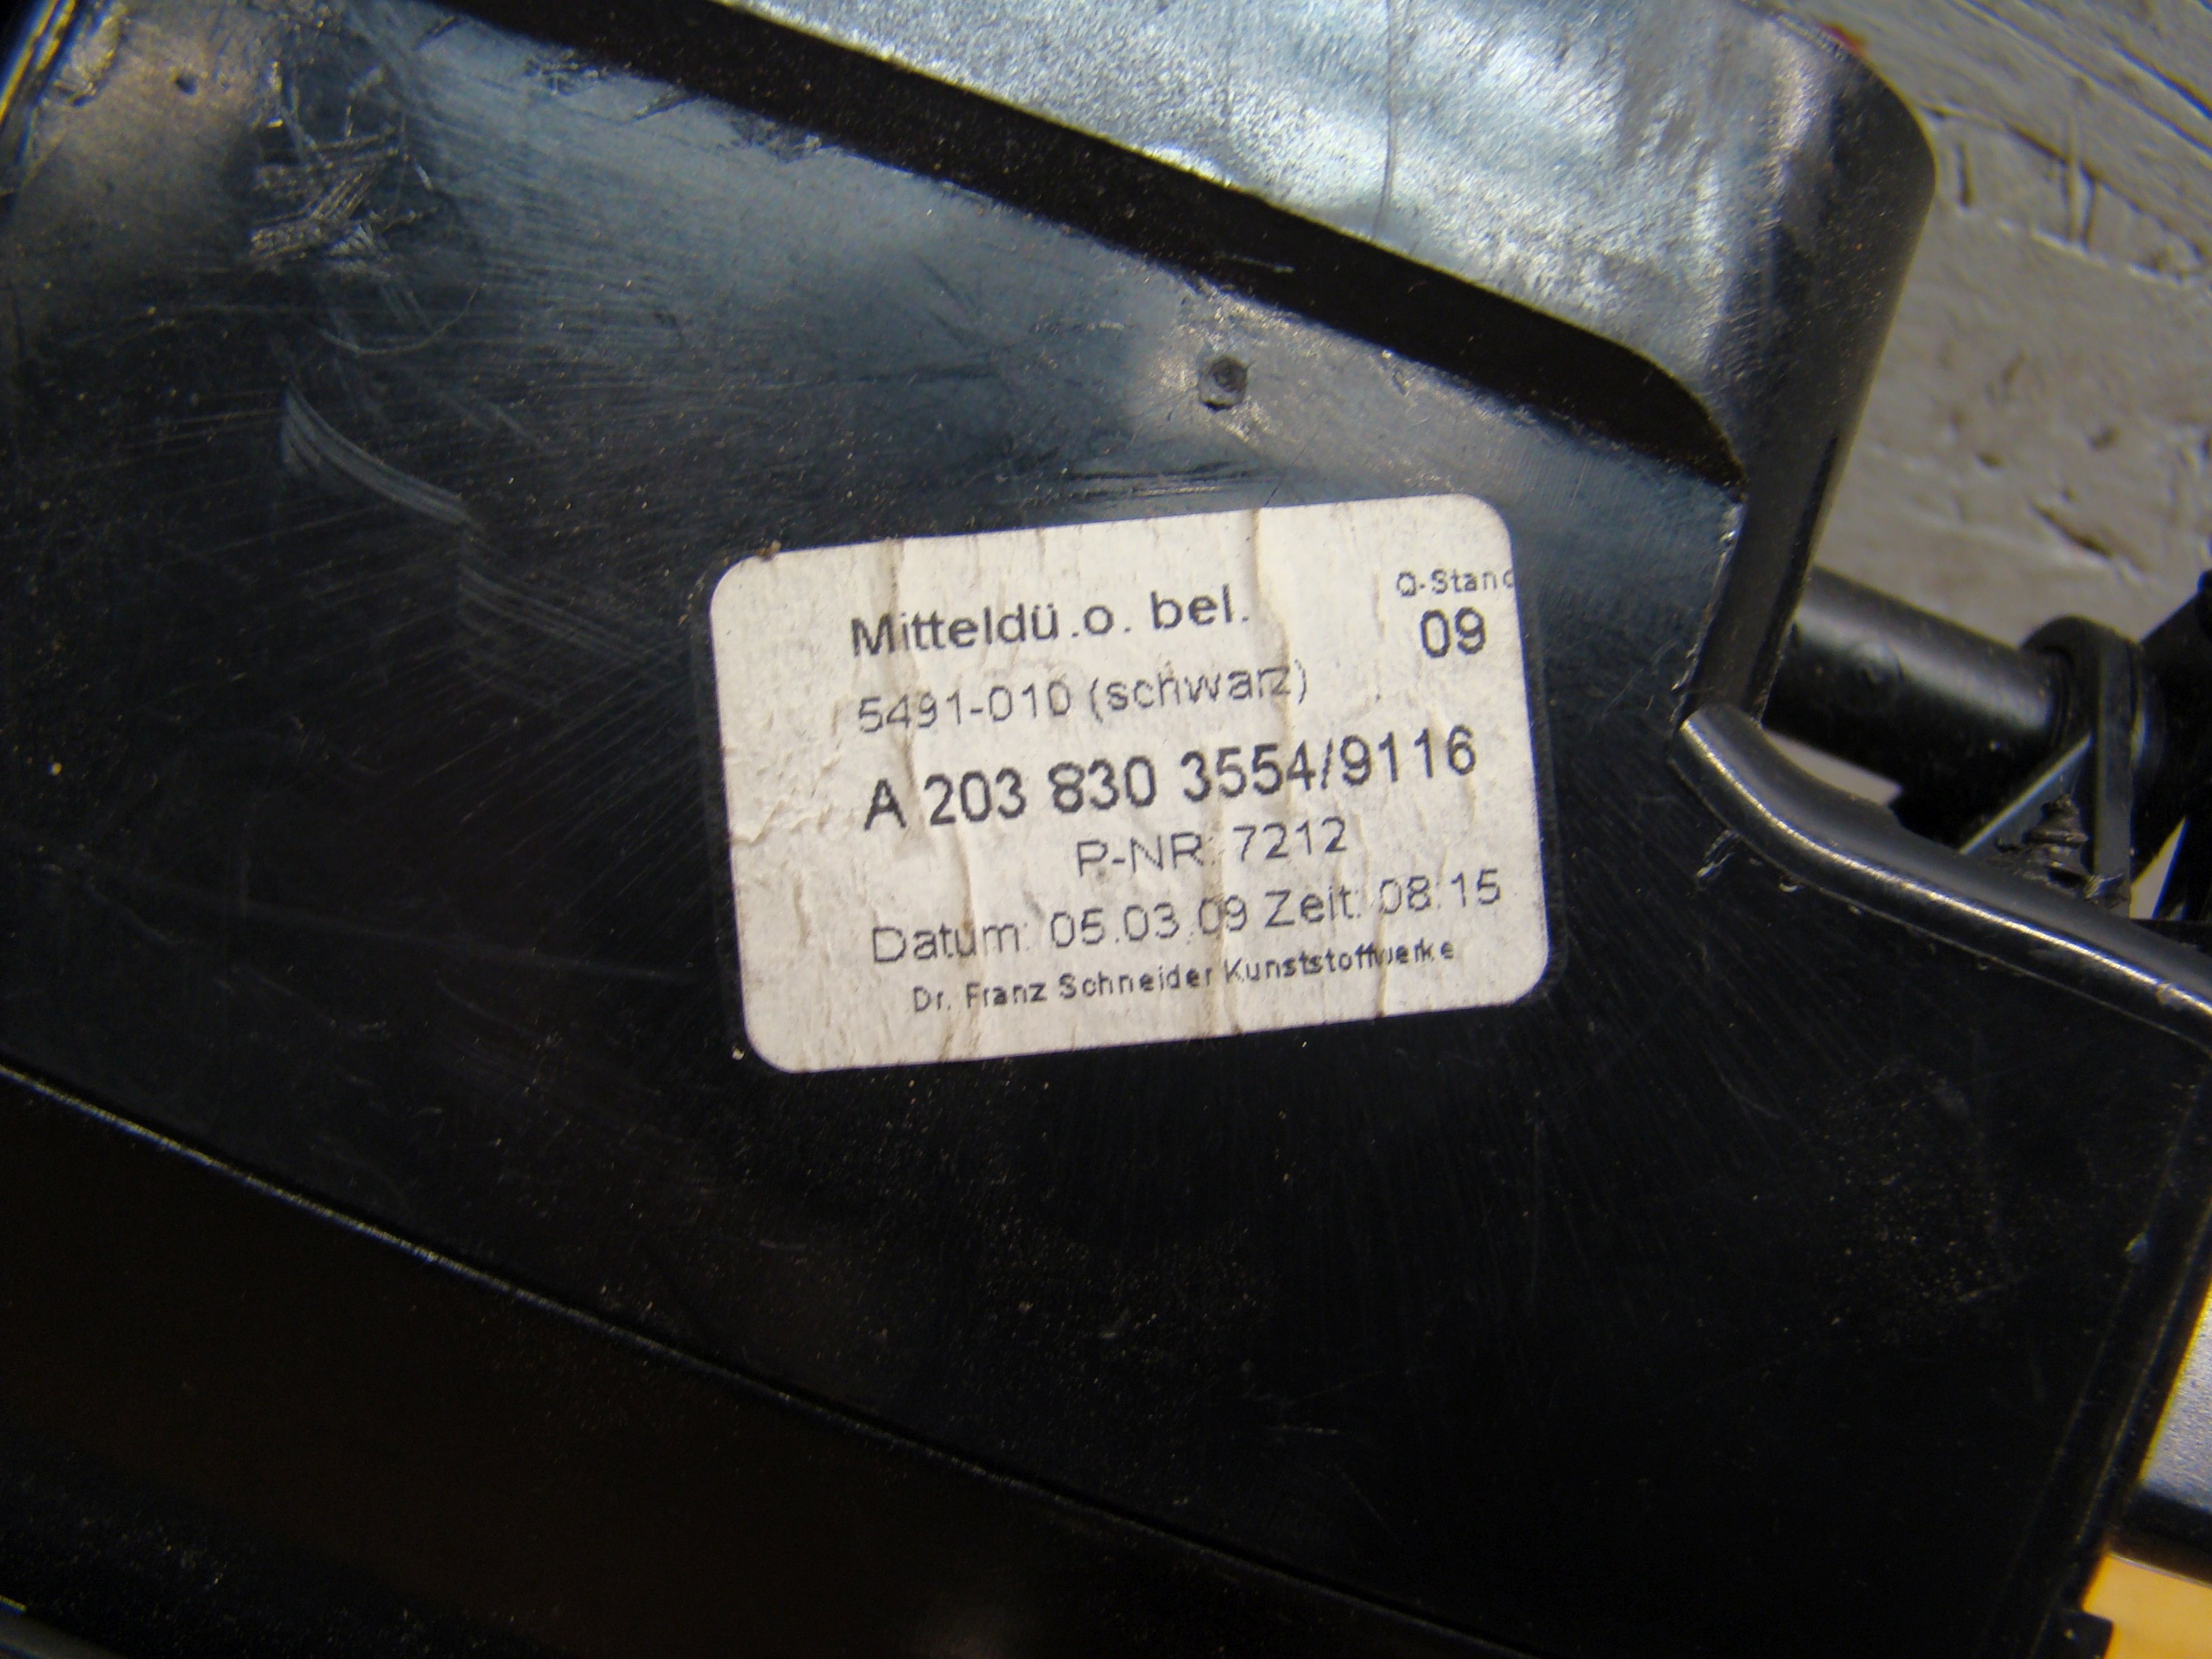 Mitteldü.o. bel.
Q-Stand
09
5491-010 (schwarz)
A 203 830 3554/9116
P-NR: 7212
Datum: 05.03.09 Zeit: 08:15
Dr. Franz Schneider Kunststoffwerke